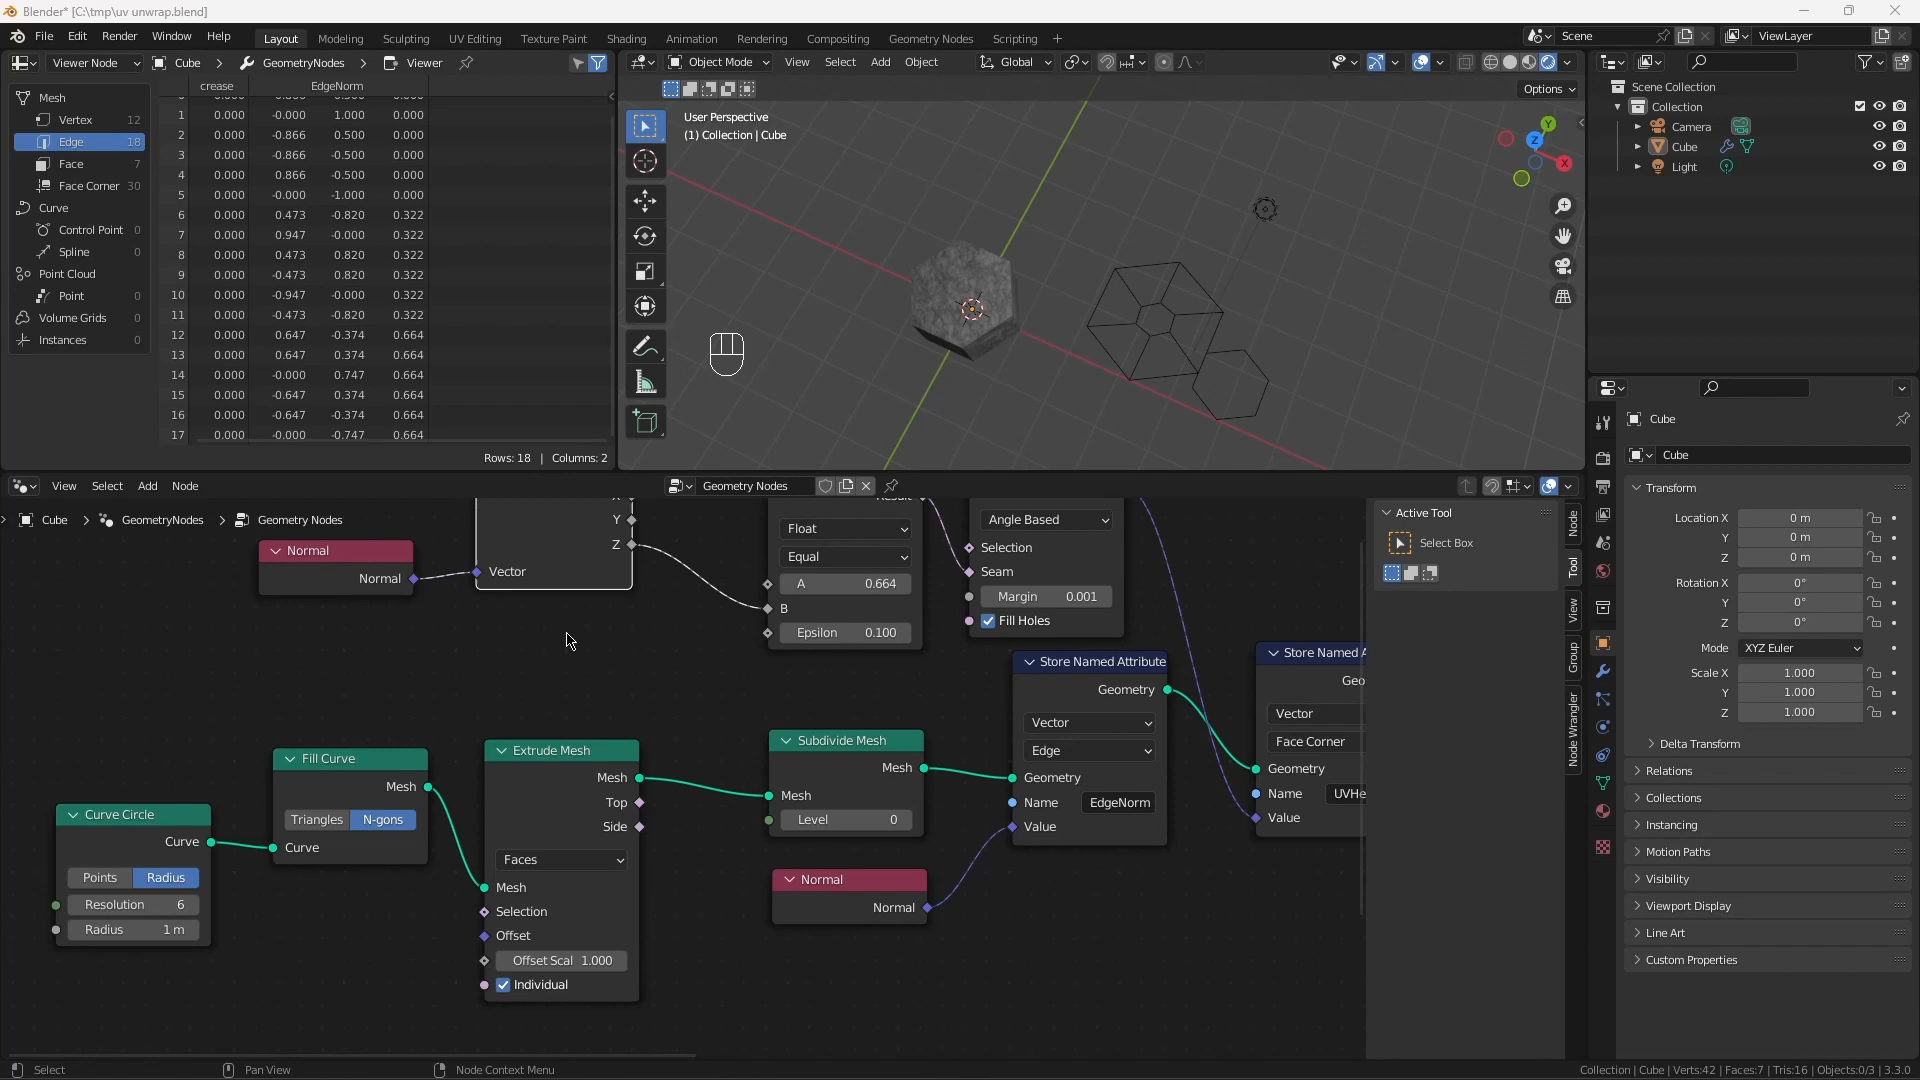 Blender* [C:\tmp\uv unwrap.blend]
File Edit Render Window Help Layout Modeling Sculpting UV Editing Texture Paint Shading Animation Rendering Compositing Geometry Nodes Scripting + Scene ViewLayer
Viewer Node Cube GeometryNodes Viewer
Object Mode View Select Add Object Global
Options
crease EdgeNorm
Mesh
Vertex 12
Edge 18
Face 7
Face Corner 30
Curve
Control Point 0
Spline 0
Point Cloud
Point 0
Volume Grids 0
Instances 0
1 0.000 -0.000 1.000 0.000
2 0.000 -0.866 0.500 0.000
3 0.000 -0.866 -0.500 0.000
4 0.000 0.866 -0.500 0.000
5 0.000 -0.000 -1.000 0.000
6 0.000 0.473 -0.820 0.322
7 0.000 0.947 -0.000 0.322
8 0.000 0.473 0.820 0.322
9 0.000 -0.473 0.820 0.322
10 0.000 -0.947 -0.000 0.322
11 0.000 -0.473 -0.820 0.322
12 0.000 0.647 -0.374 0.664
13 0.000 0.647 0.374 0.664
14 0.000 -0.000 0.747 0.664
15 0.000 -0.647 0.374 0.664
16 0.000 -0.647 -0.374 0.664
17 0.000 -0.000 -0.747 0.664
Rows: 18 | Columns: 2
User Perspective
(1) Collection | Cube
Y
Z
X
Scene Collection
Collection
Camera
Cube
Light
View Select Add Node Geometry Nodes
Cube GeometryNodes Geometry Nodes
Normal
Normal
Y
Z
Vector
Float
Equal
A 0.664
B
Epsilon 0.100
Angle Based
Selection
Seam
Margin 0.001
Fill Holes
Curve Circle
Curve
Points Radius
Resolution 6
Radius 1 m
Fill Curve
Mesh
Triangles N-gons
Curve
Extrude Mesh
Mesh
Top
Side
Faces
Mesh
Selection
Offset
Offset Scal 1.000
Individual
Subdivide Mesh
Mesh
Mesh
Level 0
Normal
Normal
Store Named Attribute
Geometry
Vector
Edge
Geometry
Name EdgeNorm
Value
Store Named A
Geo
Vector
Face Corner
Geometry
Name UVHe
Value
Active Tool
Select Box
Node
Tool
View
Group
Node Wrangler
Cube
Cube
Transform
Location X 0 m
Y 0 m
Z 0 m
Rotation X 0°
Y 0°
Z 0°
Mode XYZ Euler
Scale X 1.000
Y 1.000
Z 1.000
Delta Transform
Relations
Collections
Instancing
Motion Paths
Visibility
Viewport Display
Line Art
Custom Properties
Select Pan View Node Context Menu Collection | Cube | Verts:42 | Faces:7 | Tris:16 | Objects:0/3 | 3.3.0